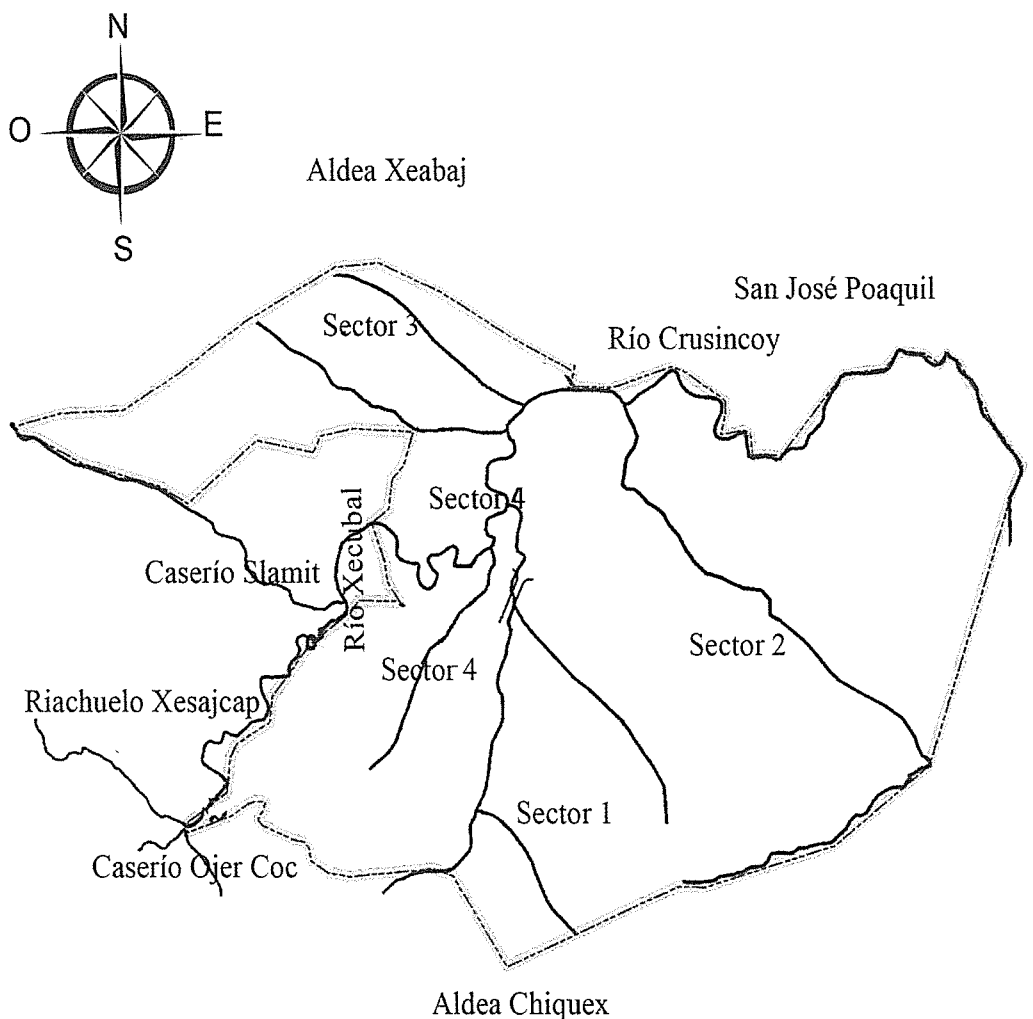 N
O
E
S
Aldea Xeabaj
San José Poaquil
Sector 3
Río Crusincoy
Sector 4
Río Xecubal
Caserío Slamit
Sector 2
Sector 4
Riachuelo Xesajcap
Sector 1
Caserío Ojer Coc
Aldea Chiquex